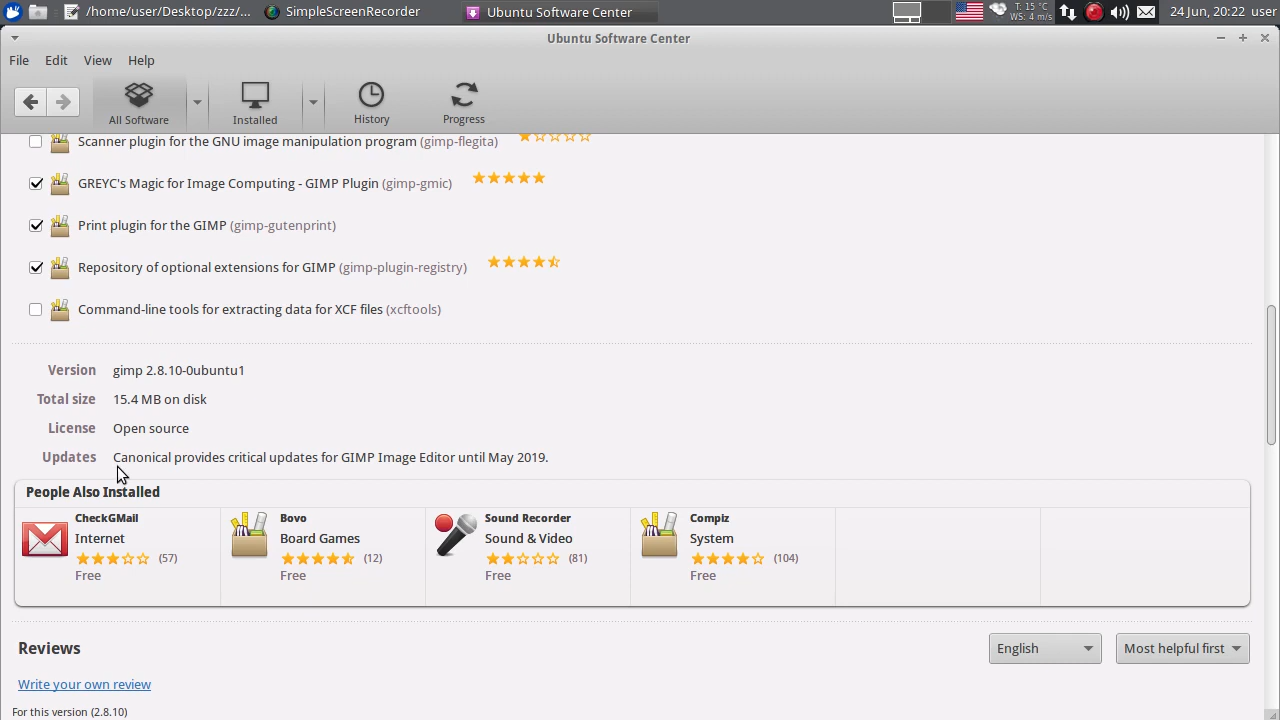 /home/user/Desktop/zzz/... SimpleScreenRecorder Ubuntu Software Center T: 15 °C WS: 4 m/s 24 Jun, 20:22 user
Ubuntu Software Center
File Edit View Help
All Software Installed History Progress
Scanner plugin for the GNU image manipulation program (gimp-flegita)
GREYC's Magic for Image Computing - GIMP Plugin (gimp-gmic)
Print plugin for the GIMP (gimp-gutenprint)
Repository of optional extensions for GIMP (gimp-plugin-registry)
Command-line tools for extracting data for XCF files (xcftools)
Version gimp 2.8.10-0ubuntu1
Total size 15.4 MB on disk
License Open source
Updates Canonical provides critical updates for GIMP Image Editor until May 2019.
People Also Installed
CheckGMail
Internet
(57)
Free
Bovo
Board Games
(12)
Free
Sound Recorder
Sound & Video
(81)
Free
Compiz
System
(104)
Free
Reviews English Most helpful first
Write your own review
For this version (2.8.10)